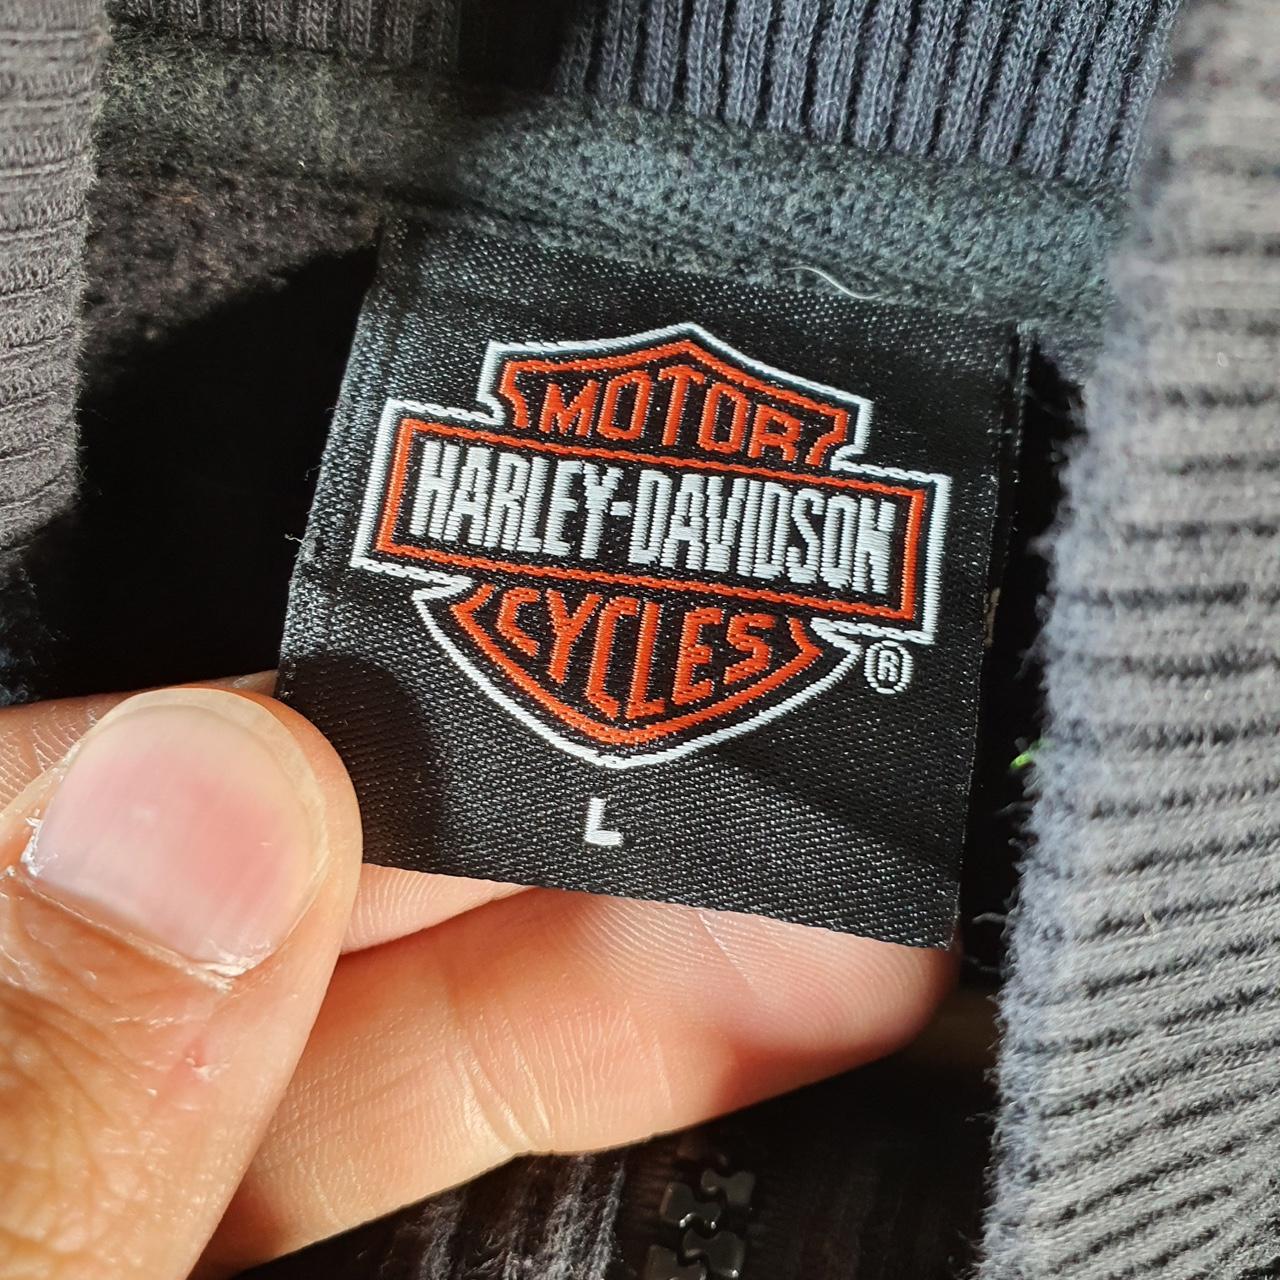 MOTOR
HARLEY-DAVIDSON
CYCLES
®
L